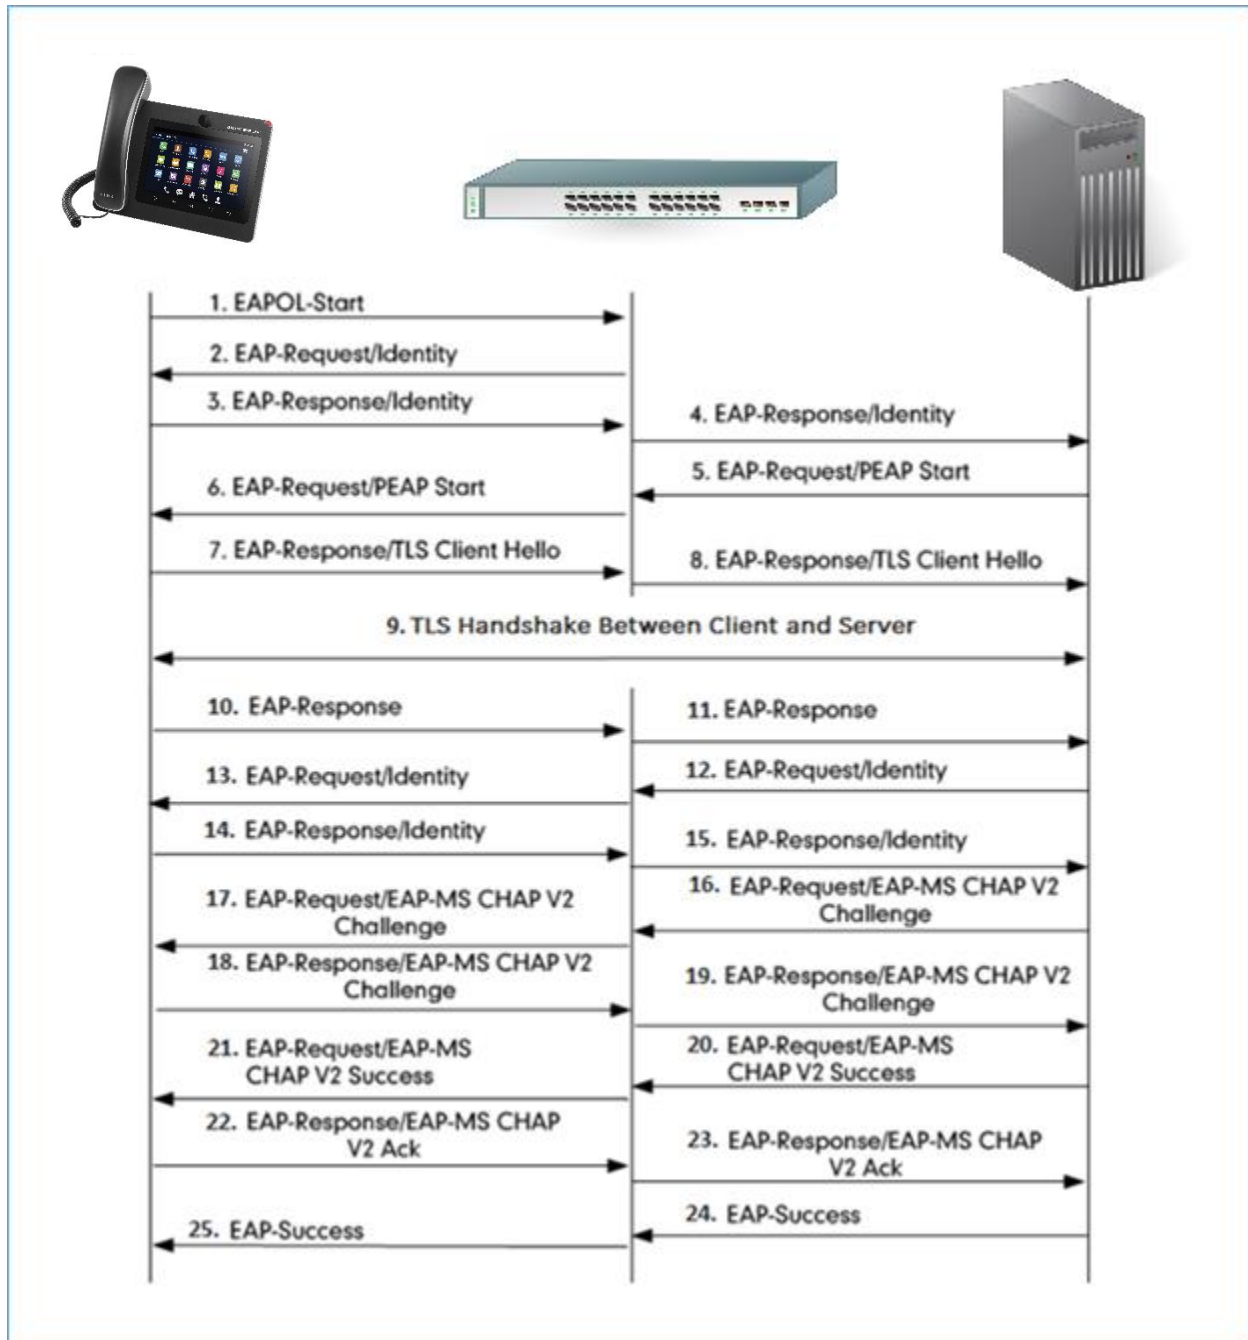 1. EAPOL-Start
2. EAP-Request/Identity
3. EAP-Response/Identity
4. EAP-Response/Identity
5. EAP-Request/PEAP Start
6. EAP-Request/PEAP Start
7. EAP-Response/TLS Client Hello
8. EAP-Response/TLS Client Hello
9. TLS Handshake Between Client and Server
10. EAP-Response
11. EAP-Response
12. EAP-Request/Identity
13. EAP-Request/Identity
14. EAP-Response/Identity
15. EAP-Response/Identity
16. EAP-Request/EAP-MS CHAP V2
Challenge
17. EAP-Request/EAP-MS CHAP V2
Challenge
18. EAP-Response/EAP-MS CHAP V2
Challenge
19. EAP-Response/EAP-MS CHAP V2
Challenge
20. EAP-Request/EAP-MS
CHAP V2 Success
21. EAP-Request/EAP-MS
CHAP V2 Success
22. EAP-Response/EAP-MS CHAP
V2 Ack
23. EAP-Response/EAP-MS CHAP
V2 Ack
24. EAP-Success
25. EAP-Success